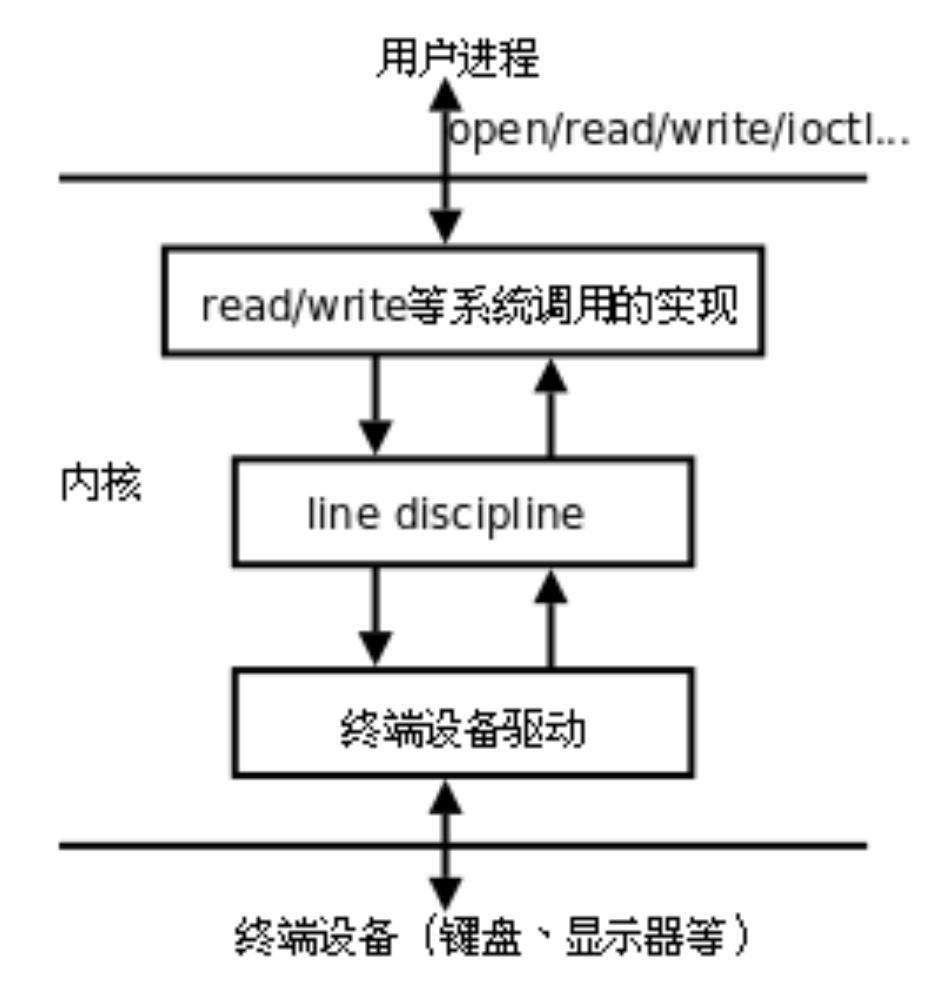 用户进程
open/read/write/ioctl...
read/write等系统调用的实现
内核
line discipline
终端设备驱动
终端设备（键盘、显示器等）